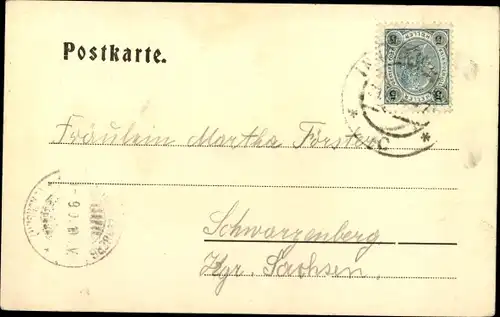 Postkarte.
Fräulein Martha Förster
Schwarzenberg,
Kgr. Sachsen.